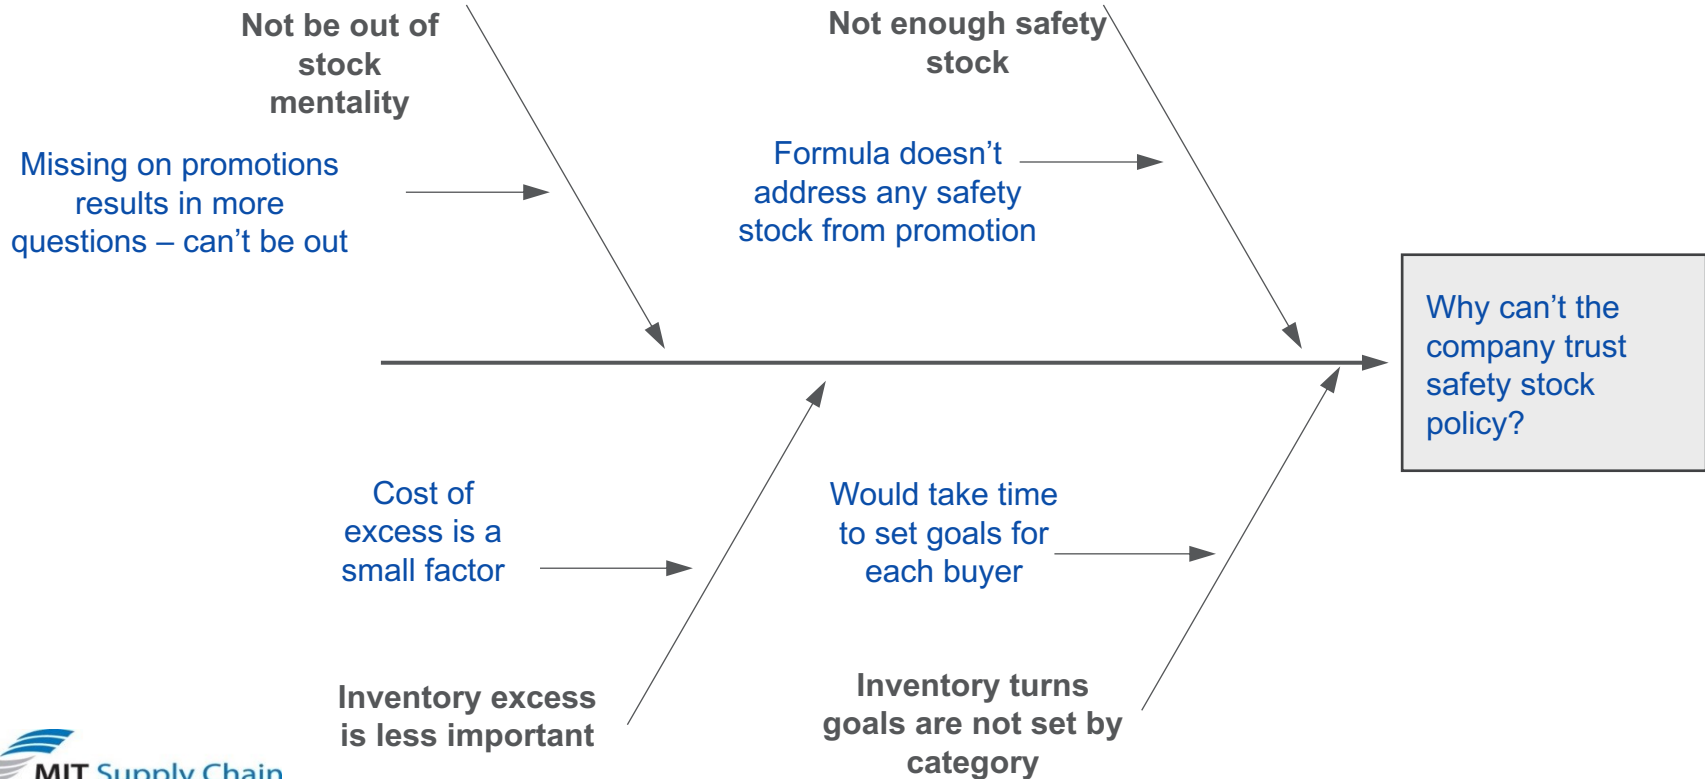 Not be out of
stock
mentality
Not enough safety
stock
Missing on promotions
results in more
questions – can't be out
Formula doesn't
address any safety
stock from promotion
Why can't the
company trust
safety stock
policy?
Cost of
excess is a
small factor
Would take time
to set goals for
each buyer
Inventory excess
is less important
Inventory turns
goals are not set by
category
MIT Supply Chain